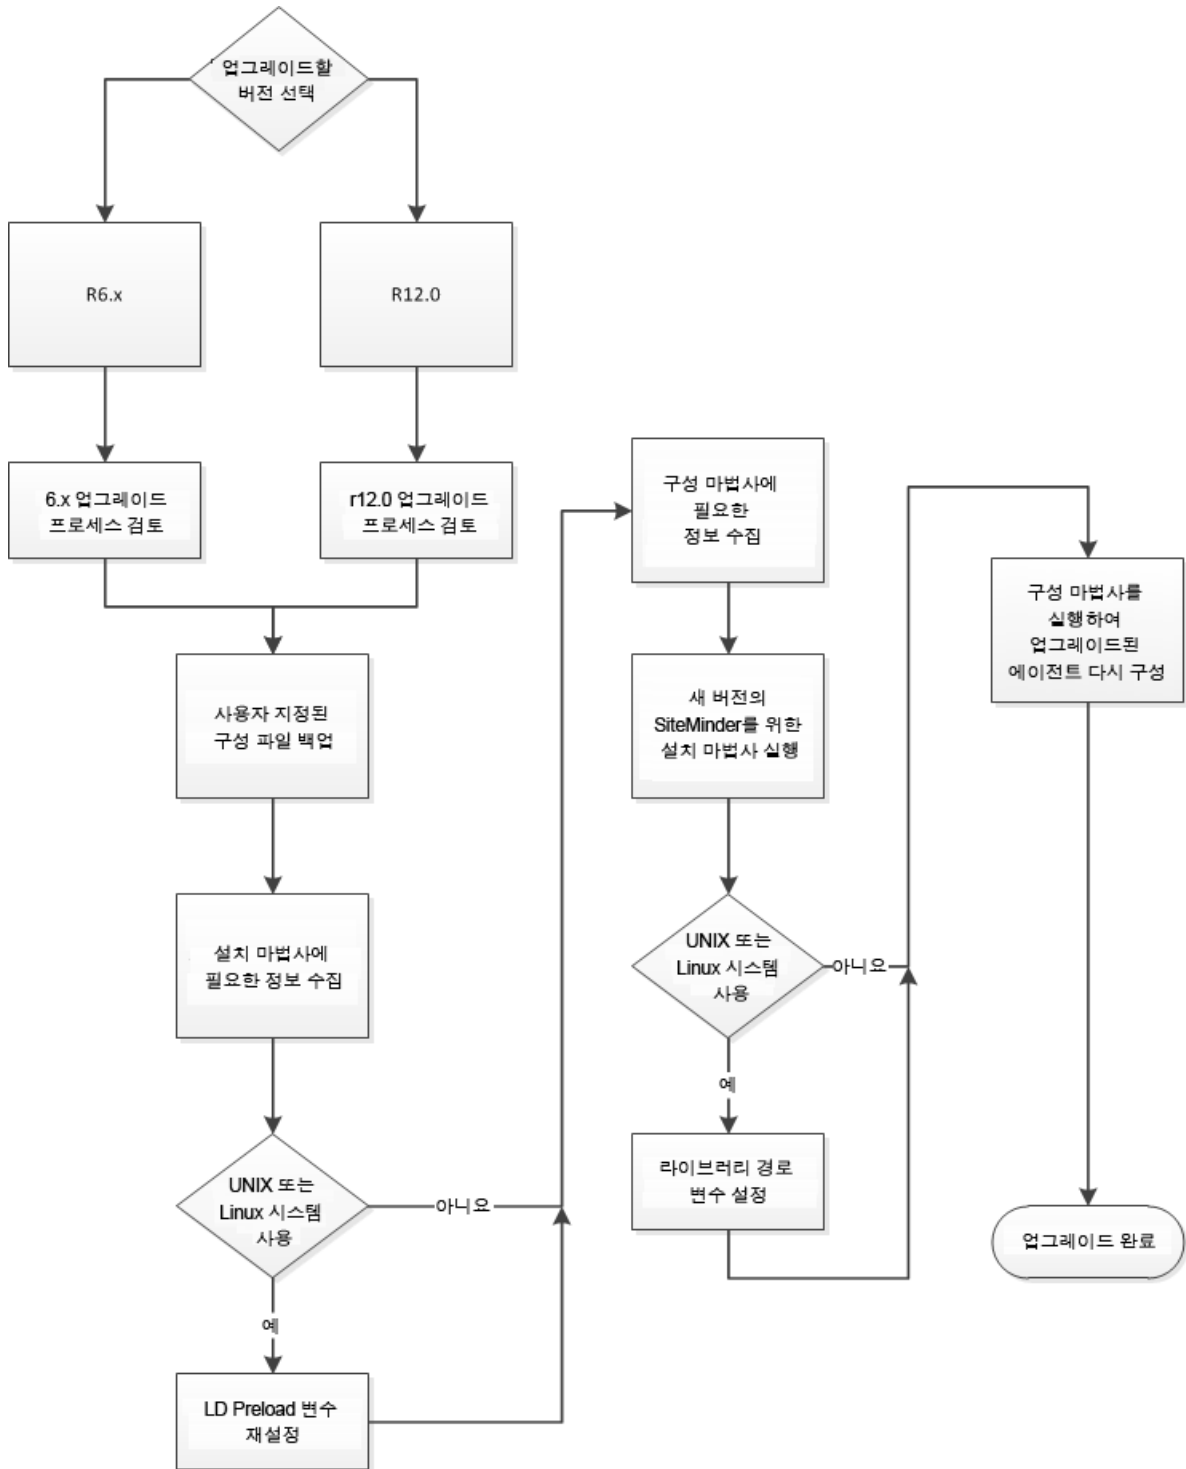 업그레이드할
버전 선택
R6.x
R12.0
6.x 업그레이드
프로세스 검토
r12.0 업그레이드
프로세스 검토
사용자 지정된
구성 파일 백업
설치 마법사에
필요한 정보 수집
UNIX 또는
Linux 시스템
사용
아니요
예
LD Preload 변수
재설정
구성 마법사에
필요한
정보 수집
새 버전의
SiteMinder를 위한
설치 마법사 실행
UNIX 또는
Linux 시스템
사용
아니요
예
라이브러리 경로
변수 설정
구성 마법사를
실행하여
업그레이드된
에이전트 다시 구성
업그레이드 완료